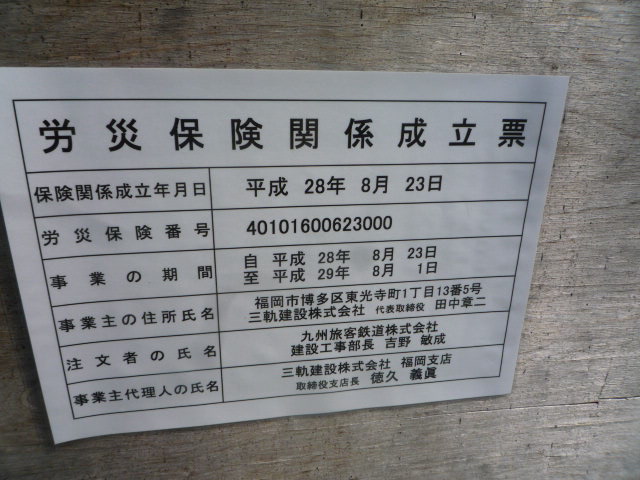 労災保険関係成立票
保険関係成立年月日 平成 28年 8月 23日
労災保険番号 40101600623000
事業の期間 自 平成 28年 8月 23日
至 平成 29年 8月 1日
事業主の住所氏名 福岡市博多区東光寺町1丁目13番5号
三軌建設株式会社 代表取締役 田中章二
注文者の氏名 九州旅客鉄道株式会社
建設工事部長 吉野 敏成
事業主代理人の氏名 三軌建設株式会社 福岡支店
取締役支店長 徳久 義眞